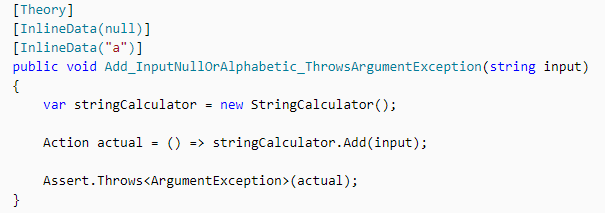 [Theory]
[InlineData(null)]
[InlineData("a")]
public void Add_InputNullOrAlphabetic_ThrowsArgumentException(string input)
{
    var stringCalculator = new StringCalculator();

    Action actual = () => stringCalculator.Add(input);

    Assert.Throws<ArgumentException>(actual);
}